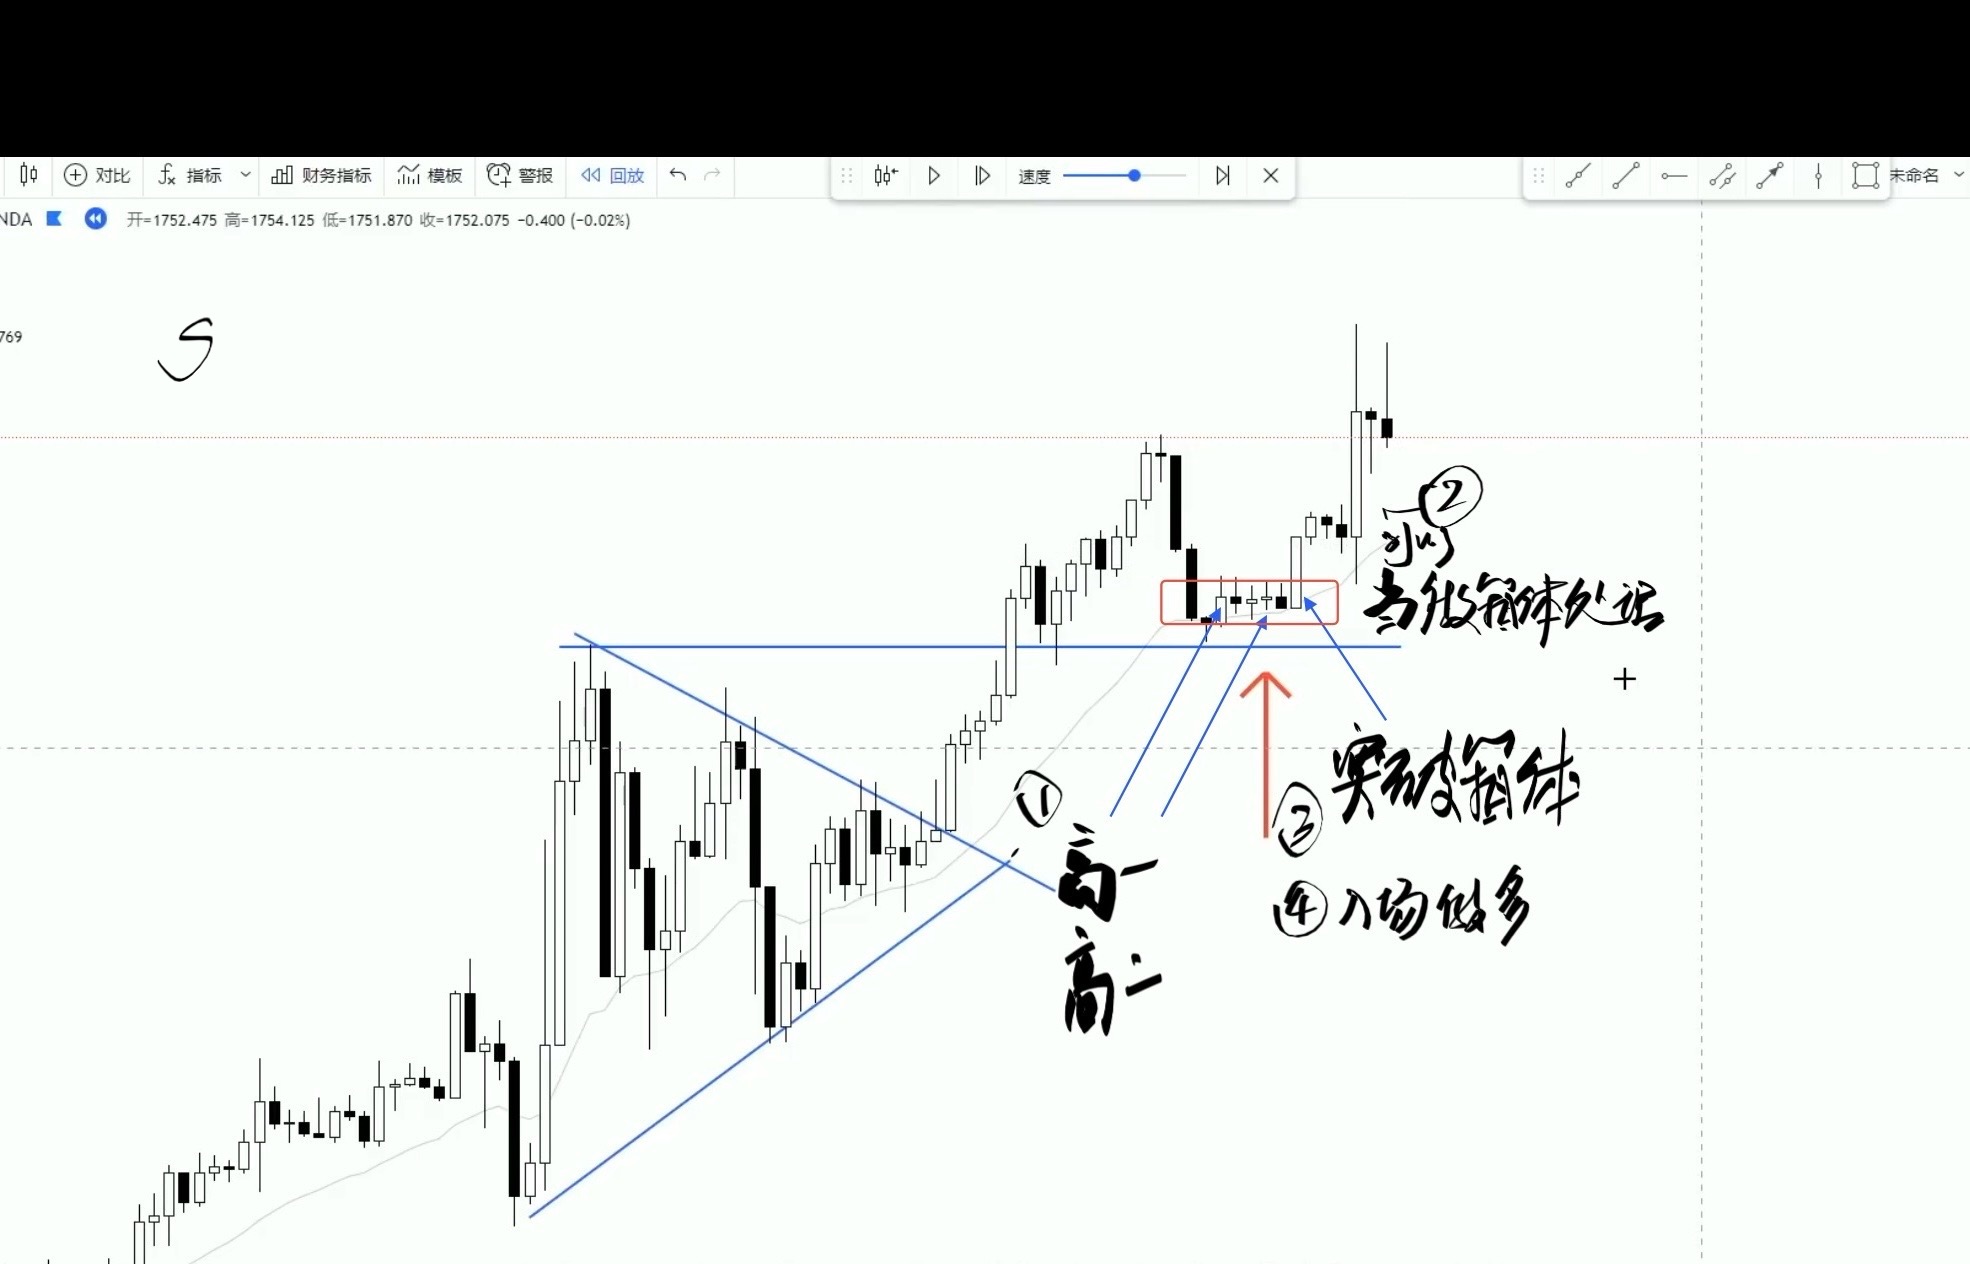 对比 指标 财务指标 模板 警报 回放 速度 未命名
NDA 开=1752.475 高=1754.125 低=1751.870 收=1752.075 -0.400 (-0.02%)
769
5
②
当做箱体处理
①
高一
高二
③ 突破箱体
④ 入场做多